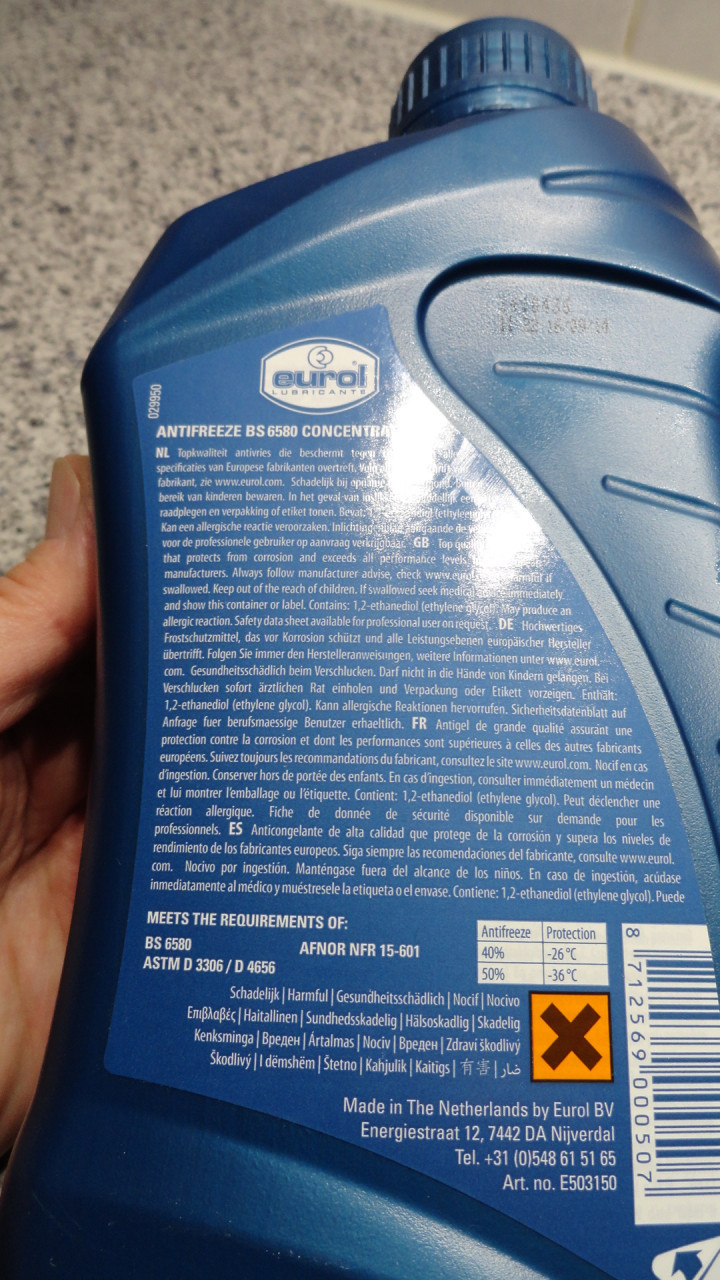 eurol
LUBRICANTS
029950
ANTIFREEZE BS 6580
NL Topkwaliteit antivries die beschermt tegen
specificaties van Europese fabrikanten overtreft.
fabrikant, zie www.eurol.com. Schadelijk bij
bereik van kinderen bewaren. In het geval van
raadplegen en verpakking of etiket tonen.
Kan een allergische reactie veroorzaken.
voor de professionele gebruiker op aanvraag verkrijgbaar. GB Top
that protects from corrosion and exceeds all performance levels
manufacturers. Always follow manufacturer advise, check if
swallowed. Keep out of the reach of children. If swallowed seek medical immediately
and show this container or label. Contains: 1,2-ethanediol (ethylene glycol). May produce an
allergic reaction. Safety data sheet available for professional user on request. DE Hochwertiges
Frostschutzmittel, das vor Korrosion schützt und alle Leistungsebenen europäischer Hersteller
übertrifft. Folgen Sie immer den Herstelleranweisungen, weitere Informationen unter www.eurol.
com. Gesundheitsschädlich beim Verschlucken. Darf nicht in die Hände von Kindern gelangen. Bei
Verschlucken sofort ärztlichen Rat einholen und Verpackung oder Etikett vorzeigen. Enthält:
1,2-ethanediol (ethylene glycol). Kann allergische Reaktionen hervorrufen. Sicherheitsdatenblatt auf
Anfrage fuer berufsmaessige Benutzer erhaeltlich. FR Antigel de grande qualité assurant une
protection contre la corrosion et dont les performances sont supérieures à celles des autres fabricants
européens. Suivez toujours les recommandations du fabricant, consultez le site www.eurol.com. Nocif en cas
d'ingestion. Conserver hors de portée des enfants. En cas d'ingestion, consulter immédiatement un médecin
et lui montrer l'emballage ou l'étiquette. Contient: 1,2-ethanediol (ethylene glycol). Peut déclencher une
réaction allergique. Fiche de donnée de sécurité disponible sur demande pour les
professionnels. ES Anticongelante de alta calidad que protege de la corrosión y supera los niveles de
rendimiento de los fabricantes europeos. Siga siempre las recomendaciones del fabricante, consulte www.eurol.
com. Nocivo por ingestión. Manténgase fuera del alcance de los niños. En caso de ingestión, acúdase
inmediatamente al médico y muéstresele la etiqueta o el envase. Contiene: 1,2-ethanediol (ethylene glycol). Puede
MEETS THE REQUIREMENTS OF:
BS 6580 AFNOR NFR 15-601
ASTM D 3306 / D 4656
Antifreeze Protection
40% -26 °C
50% -36 °C
Schadelijk | Harmful | Gesundheitsschädlich | Nocif | Nocivo
Επιβλαβές | Haitallinen | Sundhedsskadelig | Hälsoskadlig | Skadelig
Kenksminga | Вреден | Ártalmas | Nociv | Вреден | Zdraví škodlivý
Škodlivý | I dëmshëm | Štetno | Kahjulik | Kaitigs | 有害 | ضار
Made in The Netherlands by Eurol BV
Energiestraat 12, 7442 DA Nijverdal
Tel. +31 (0)548 61 51 65
Art. no. E503150
8 712569 000507